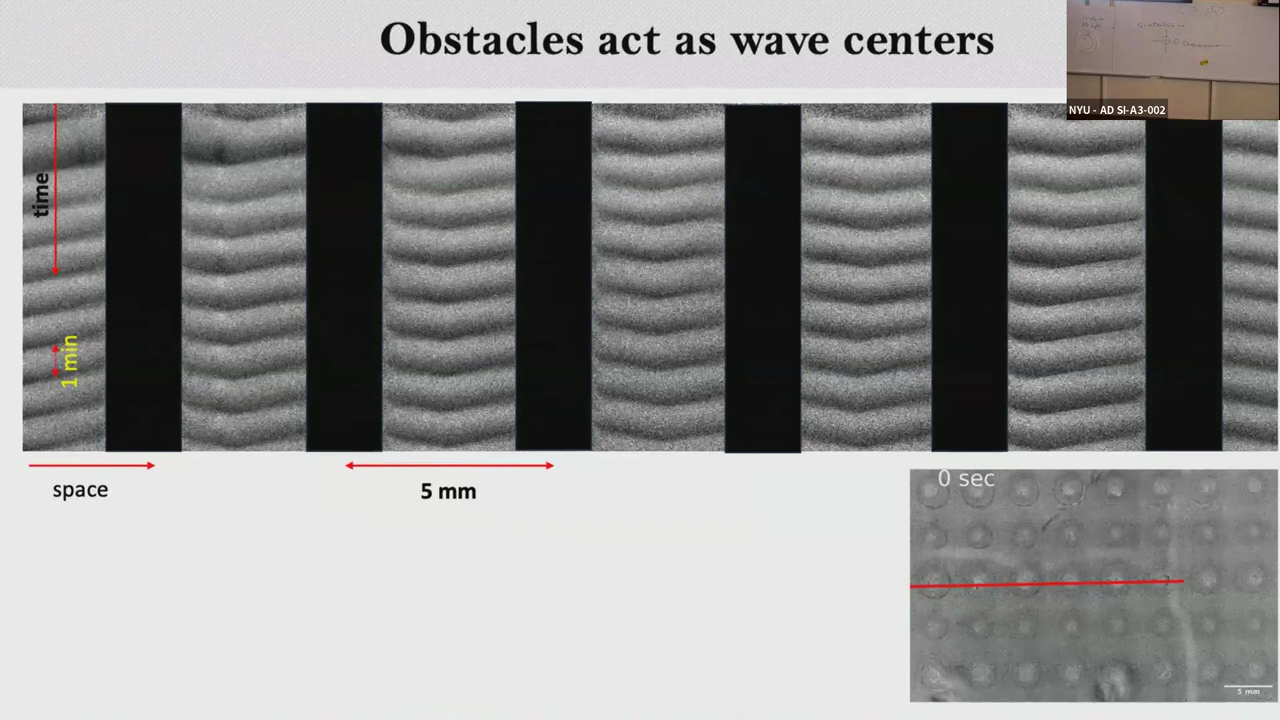 Obstacles act as wave centers
NYU - AD SI-A3-002
time
1 min
space
5 mm
0 sec
5 mm